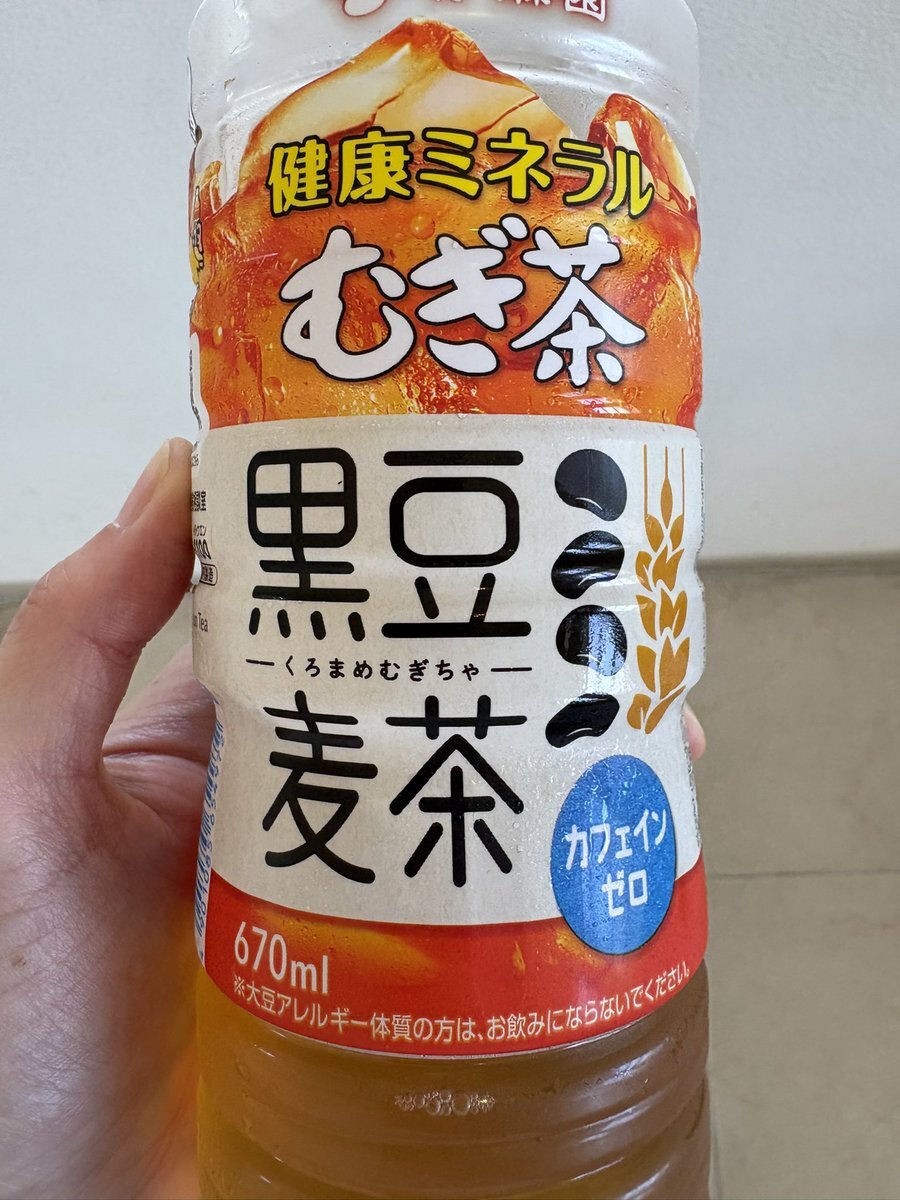 園
健康ミネラル
むぎ茶
黒豆
くろまめむぎちゃ
麦茶
カフェイン
ゼロ
670ml
※大豆アレルギー体質の方は、お飲みにならないでください。